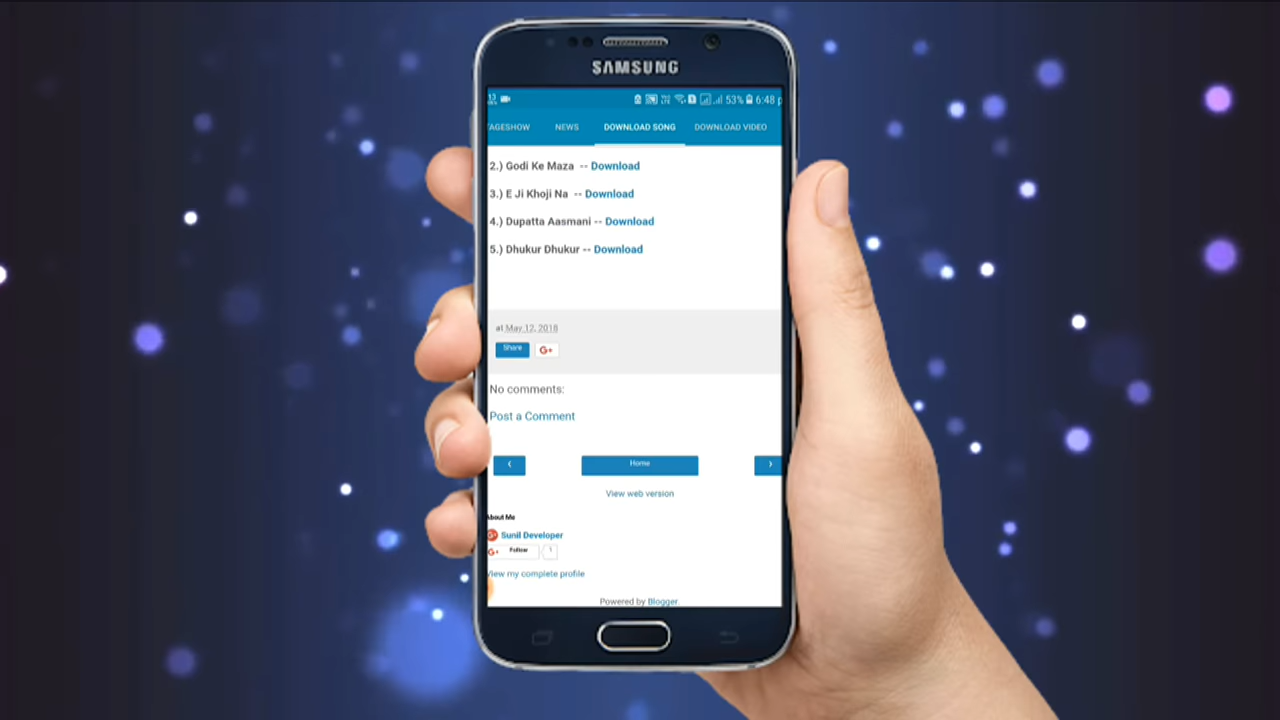 SAMSUNG
53% 6:48 p
AGESHOW NEWS DOWNLOAD SONG DOWNLOAD VIDEO
2.) Godi Ke Maza -- Download
3.) E Ji Khoji Na -- Download
4.) Dupatta Aasmani -- Download
5.) Dhukur Dhukur -- Download
at May 12, 2018
Share G+
No comments:
Post a Comment
‹ Home ›
View web version
About Me
G+ Sunil Developer
G+ Follow 1
View my complete profile
Powered by Blogger.